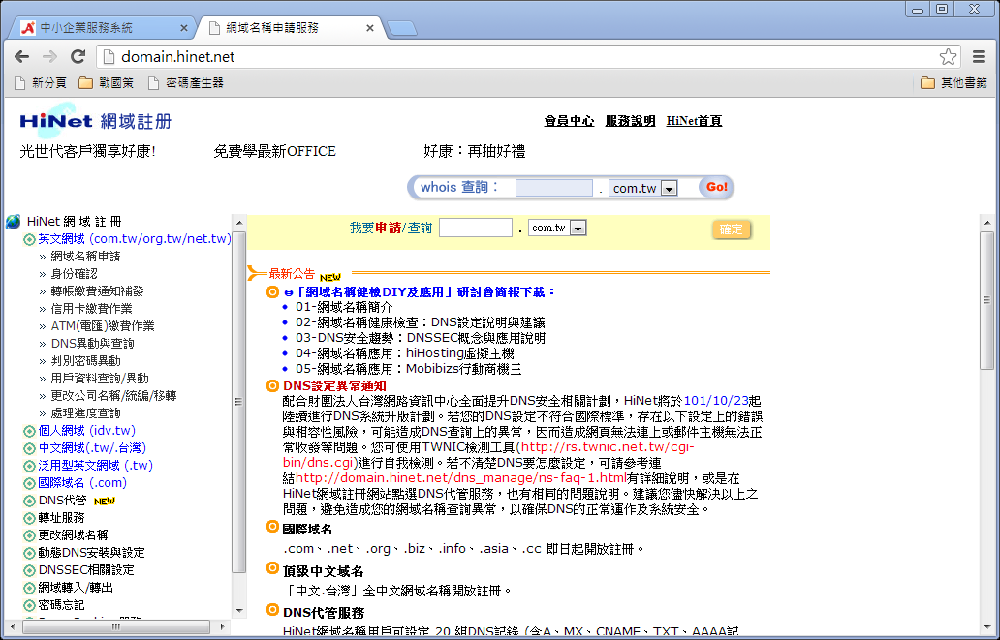 中小企業服務系統
網域名稱申請服務
domain.hinet.net
新分頁
戰國策
密碼產生器
其他書籤
HiNet 網域註册
會員中心 服務說明 HiNet首頁
光世代客戶獨享好康!
免費學最新OFFICE
好康：再抽好禮
whois 查詢： . com.tw Go!
HiNet 網 域 註 冊
英文網域 (com.tw/org.tw/net.tw)
» 網域名稱申請
» 身份確認
» 轉帳繳費通知補發
» 信用卡繳費作業
» ATM(電匯)繳費作業
» DNS異動與查詢
» 判別密碼異動
» 用戶資料查詢/異動
» 更改公司名稱/統編/移轉
» 處理進度查詢
個人網域 (idv.tw)
中文網域(.tw/.台灣)
泛用型英文網域 (.tw)
國際域名 (.com)
DNS代管 NEW
轉址服務
更改網域名稱
動態DNS安裝與設定
DNSSEC相關設定
網域轉入/轉出
密碼忘記
我要申請/查詢 . com.tw 確定
最新公告 NEW
「網域名稱健檢DIY及應用」研討會簡報下載：
• 01-網域名稱簡介
• 02-網域名稱健康檢查：DNS設定說明與建議
• 03-DNS安全趨勢：DNSSEC概念與應用說明
• 04-網域名稱應用：hiHosting虛擬主機
• 05-網域名稱應用：Mobibizs行動商機王
DNS設定異常通知
配合財團法人台灣網路資訊中心全面提升DNS安全相關計劃，HiNet將於101/10/23起
陸續進行DNS系統升版計劃。若您的DNS設定不符合國際標準，存在以下設定上的錯誤
與相容性風險，可能造成DNS查詢上的異常，因而造成網頁無法連上或郵件主機無法正
常收發等問題。您可使用TWNIC檢測工具(http://rs.twnic.net.tw/cgi-
bin/dns.cgi)進行自我檢測。若不清楚DNS要怎麼設定，可請參考連
結http://domain.hinet.net/dns_manage/ns-faq-1.html有詳細說明，或是在
HiNet網域註冊網站點選DNS代管服務，也有相同的問題說明。建議您儘快解決以上之
問題，避免造成您的網域名稱查詢異常，以確保DNS的正常運作及系統安全。
國際域名
.com、.net、.org、.biz、.info、.asia、.cc 即日起開放註冊。
頂級中文域名
「中文.台灣」全中文網域名稱開放註冊。
DNS代管服務
HiNet網域名稱用戶可設定 20 組DNS記錄 (含A、MX、CNAME、TXT、AAAA記